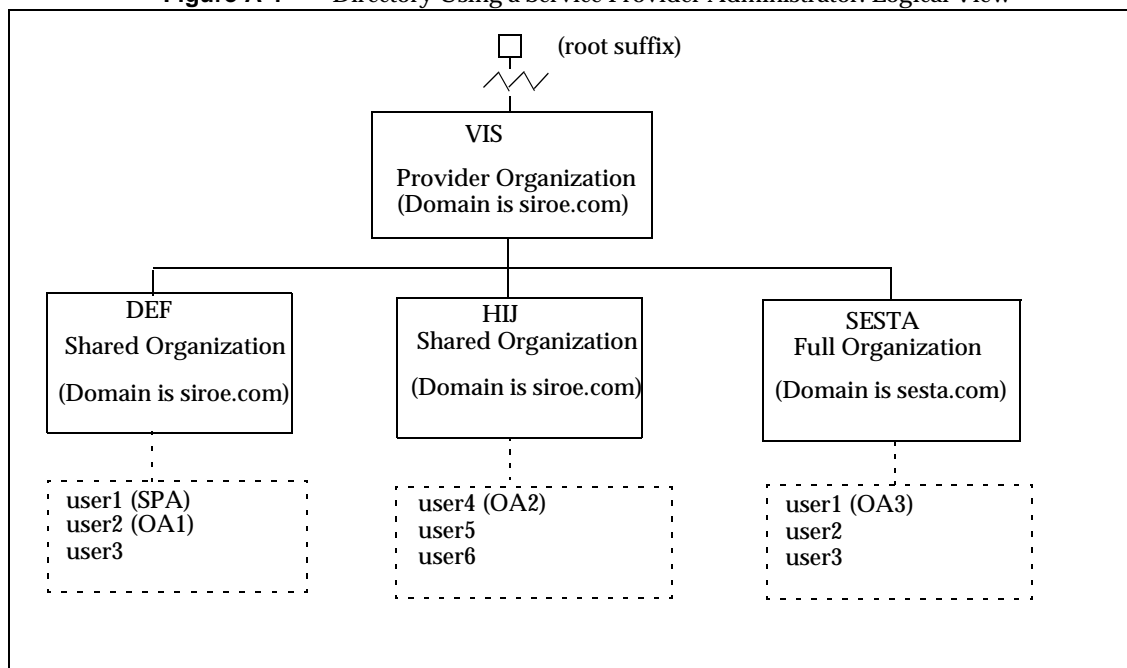 Figure A-1 Directory Using a Service Provider Administrator: Logical View
(root suffix)
VIS
Provider Organization
(Domain is siroe.com)
DEF
Shared Organization
(Domain is siroe.com)
HIJ
Shared Organization
(Domain is siroe.com)
SESTA
Full Organization
(Domain is sesta.com)
user1 (SPA)
user2 (OA1)
user3
user4 (OA2)
user5
user6
user1 (OA3)
user2
user3